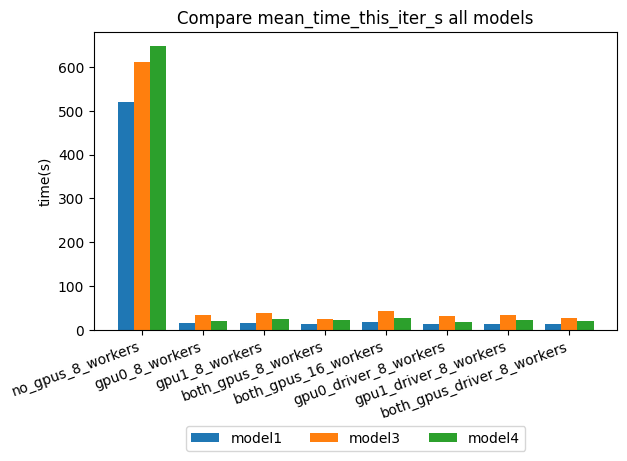 Compare mean_time_this_iter_s all models
time(s)
600
500
400
300
200
100
0
no_gpus_8_workers
gpu0_8_workers
gpu1_8_workers
both_gpus_8_workers
both_gpus_16_workers
gpu0_driver_8_workers
gpu1_driver_8_workers
both_gpus_driver_8_workers
model1
model3
model4